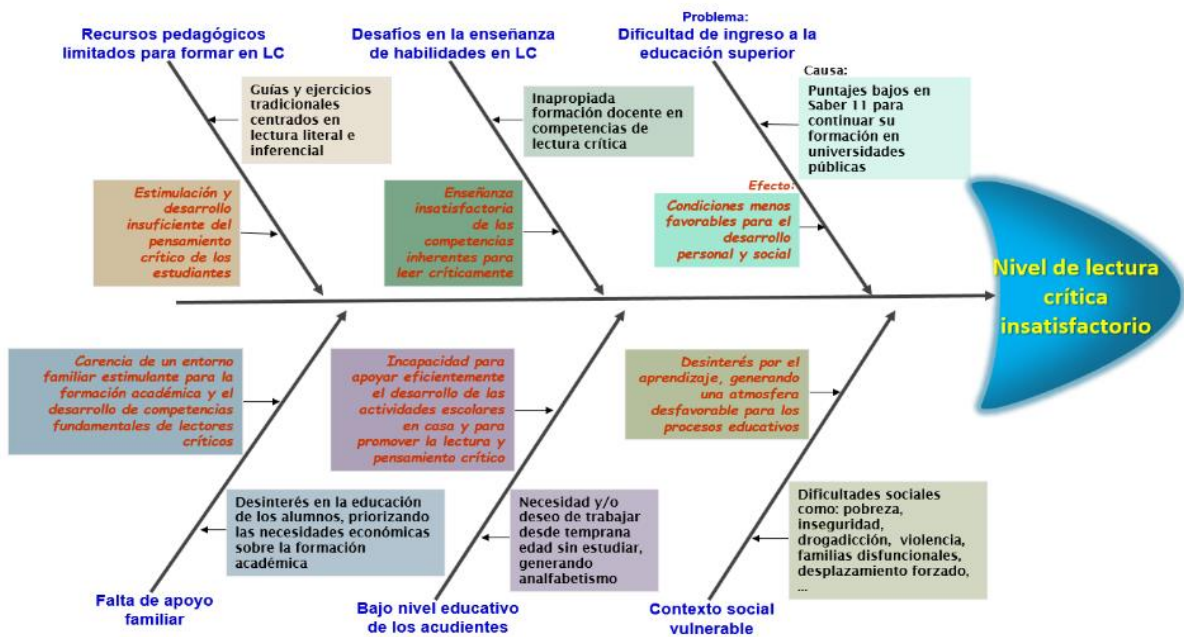 Recursos pedagógicos
limitados para formar en LC
Guías y ejercicios
tradicionales
centrados en
lectura literal e
inferencial
Estimulación y
desarrollo
insuficiente del
pensamiento
crítico de los
estudiantes
Desafíos en la enseñanza
de habilidades en LC
Inapropiada
formación docente en
competencias de
lectura crítica
Enseñanza
insatisfactoria
de las
competencias
inherentes para
leer críticamente
Problema:
Dificultad de ingreso a la
educación superior
Causa:
Puntajes bajos en
Saber 11 para
continuar su
formación en
universidades
públicas
Efecto:
Condiciones menos
favorables para el
desarrollo
personal y social
Nivel de lectura
crítica
insatisfactorio
Carencia de un entorno
familiar estimulante para la
formación académica y el
desarrollo de competencias
fundamentales de lectores
críticos
Desinterés en la educación
de los alumnos, priorizando
las necesidades económicas
sobre la formación
académica
Falta de apoyo
familiar
Incapacidad para
apoyar eficientemente
el desarrollo de las
actividades escolares
en casa y para
promover la lectura y
pensamiento crítico
Necesidad y/o
deseo de trabajar
desde temprana
edad sin estudiar,
generando
analfabetismo
Bajo nivel educativo
de los acudientes
Desinterés por el
aprendizaje, generando
una atmosfera
desfavorable para los
procesos educativos
Dificultades sociales
como: pobreza,
inseguridad,
drogadicción, violencia,
familias disfuncionales,
desplazamiento forzado,
...
Contexto social
vulnerable